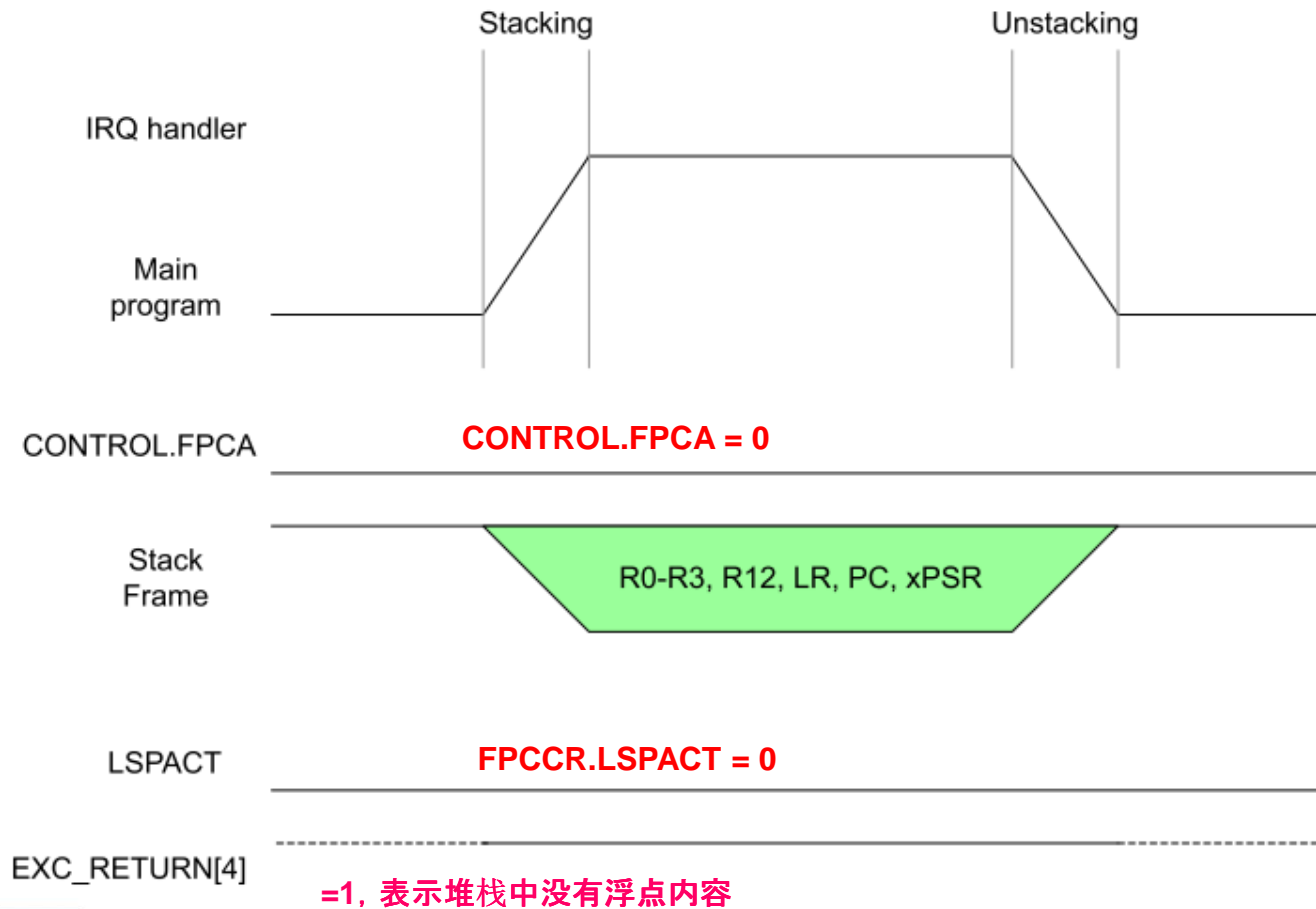 Stacking
Unstacking
IRQ handler
Main
program
CONTROL.FPCA
CONTROL.FPCA = 0
Stack
Frame
R0-R3, R12, LR, PC, xPSR
LSPACT
FPCCR.LSPACT = 0
EXC_RETURN[4]
=1, 表示堆栈中没有浮点内容